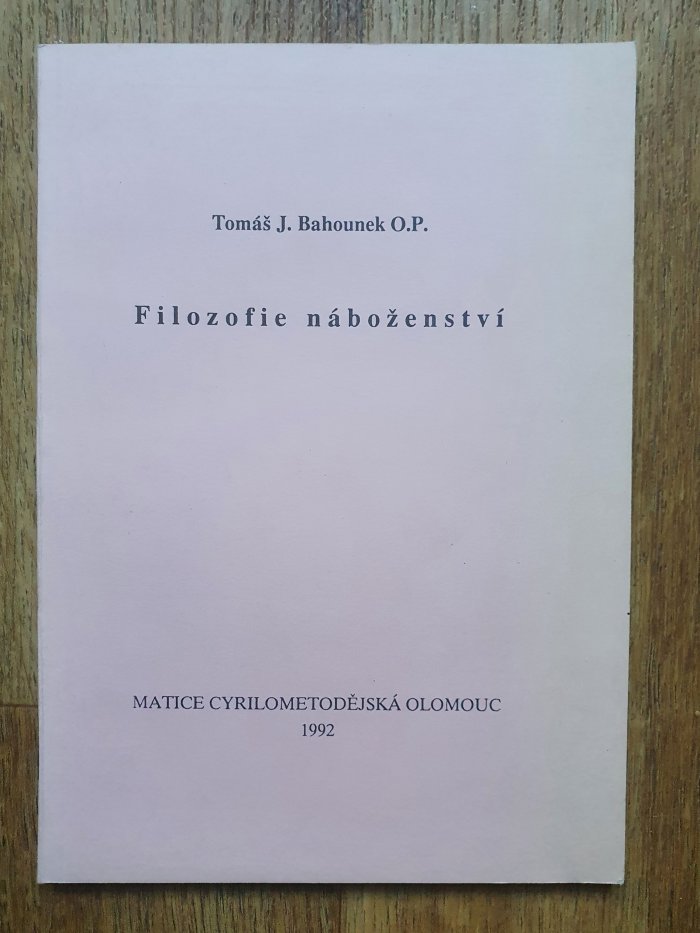 Tomáš J. Bahounek O.P.
Filozofie náboženství
MATICE CYRILOMETODĚJSKÁ OLOMOUC
1992